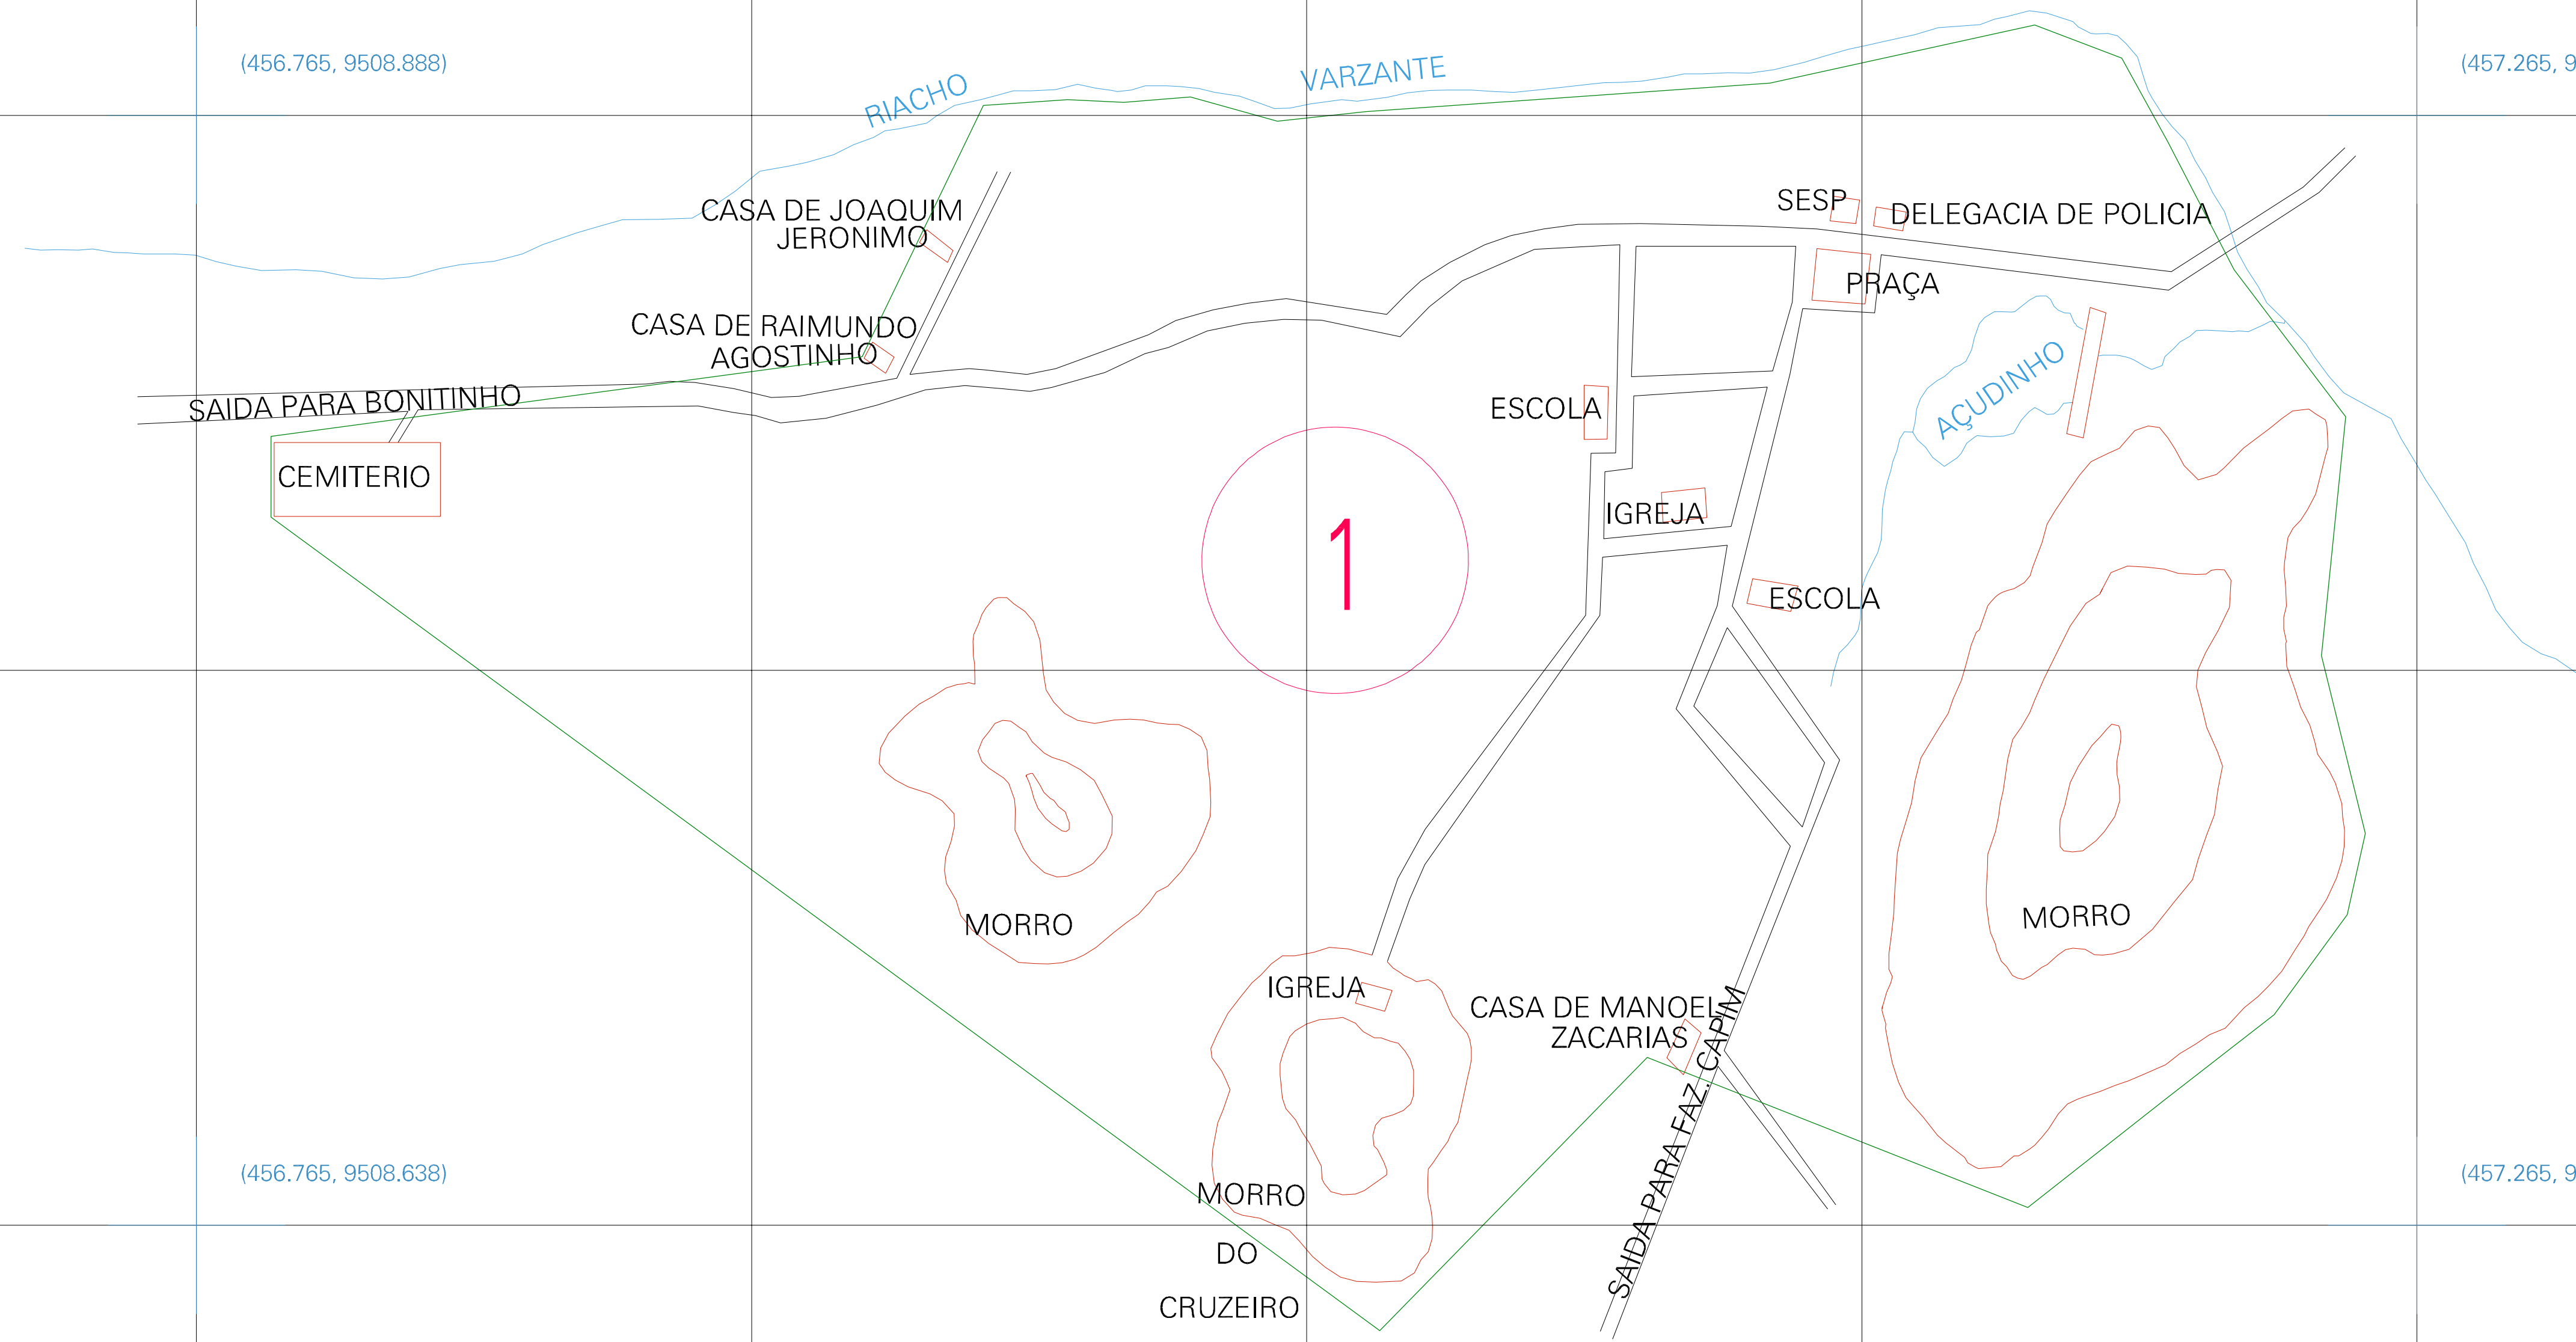 (456.765, 9508.888)
(457.265, 9
RIACHO
VARZANTE
CASA DE JOAQUIM
JERONIMO
SESP
DELEGACIA DE POLICIA
PRAÇA
CASA DE RAIMUNDO
AGOSTINHO
SAIDA PARA BONITINHO
AÇUDINHO
ESCOLA
CEMITERIO
IGREJA
1
ESCOLA
MORRO
MORRO
IGREJA
CASA DE MANOEL
ZACARIAS
SAIDA PARA FAZ. CAPIM
(456.765, 9508.638)
(457.265, 9
MORRO
DO
CRUZEIRO